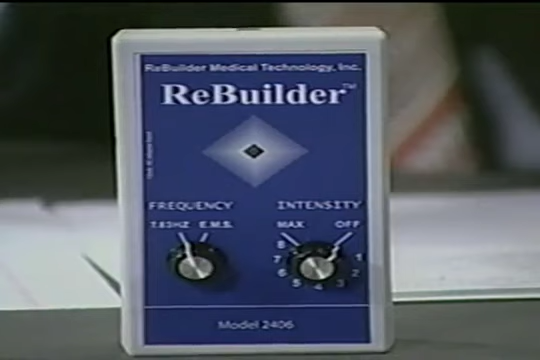 ReBuilder Medical Technology, Inc.
ReBuilder™
FREQUENCY
7.83HZ E.M.S.
INTENSITY
MAX OFF
8 1
7 2
6 3
5 4
Model 2406